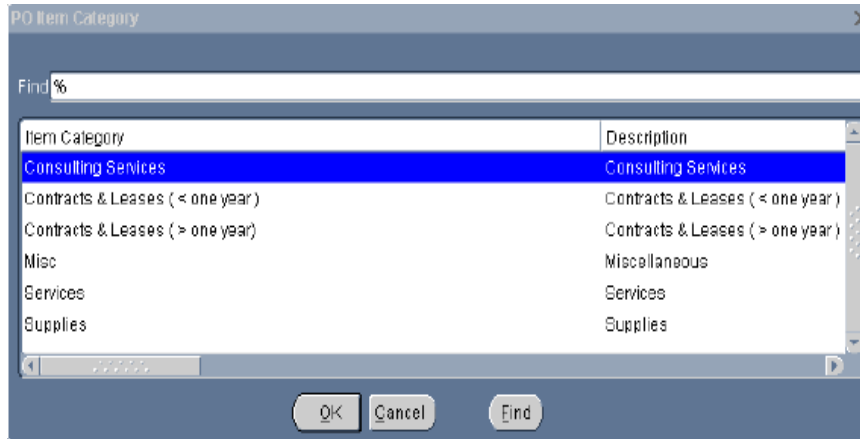 PO Item Category
Find %
Item Category Description
Consulting Services Consulting Services
Contracts & Leases ( < one year ) Contracts & Leases ( < one year )
Contracts & Leases ( > one year) Contracts & Leases ( > one year )
Misc Miscellaneous
Services Services
Supplies Supplies
OK Cancel Find